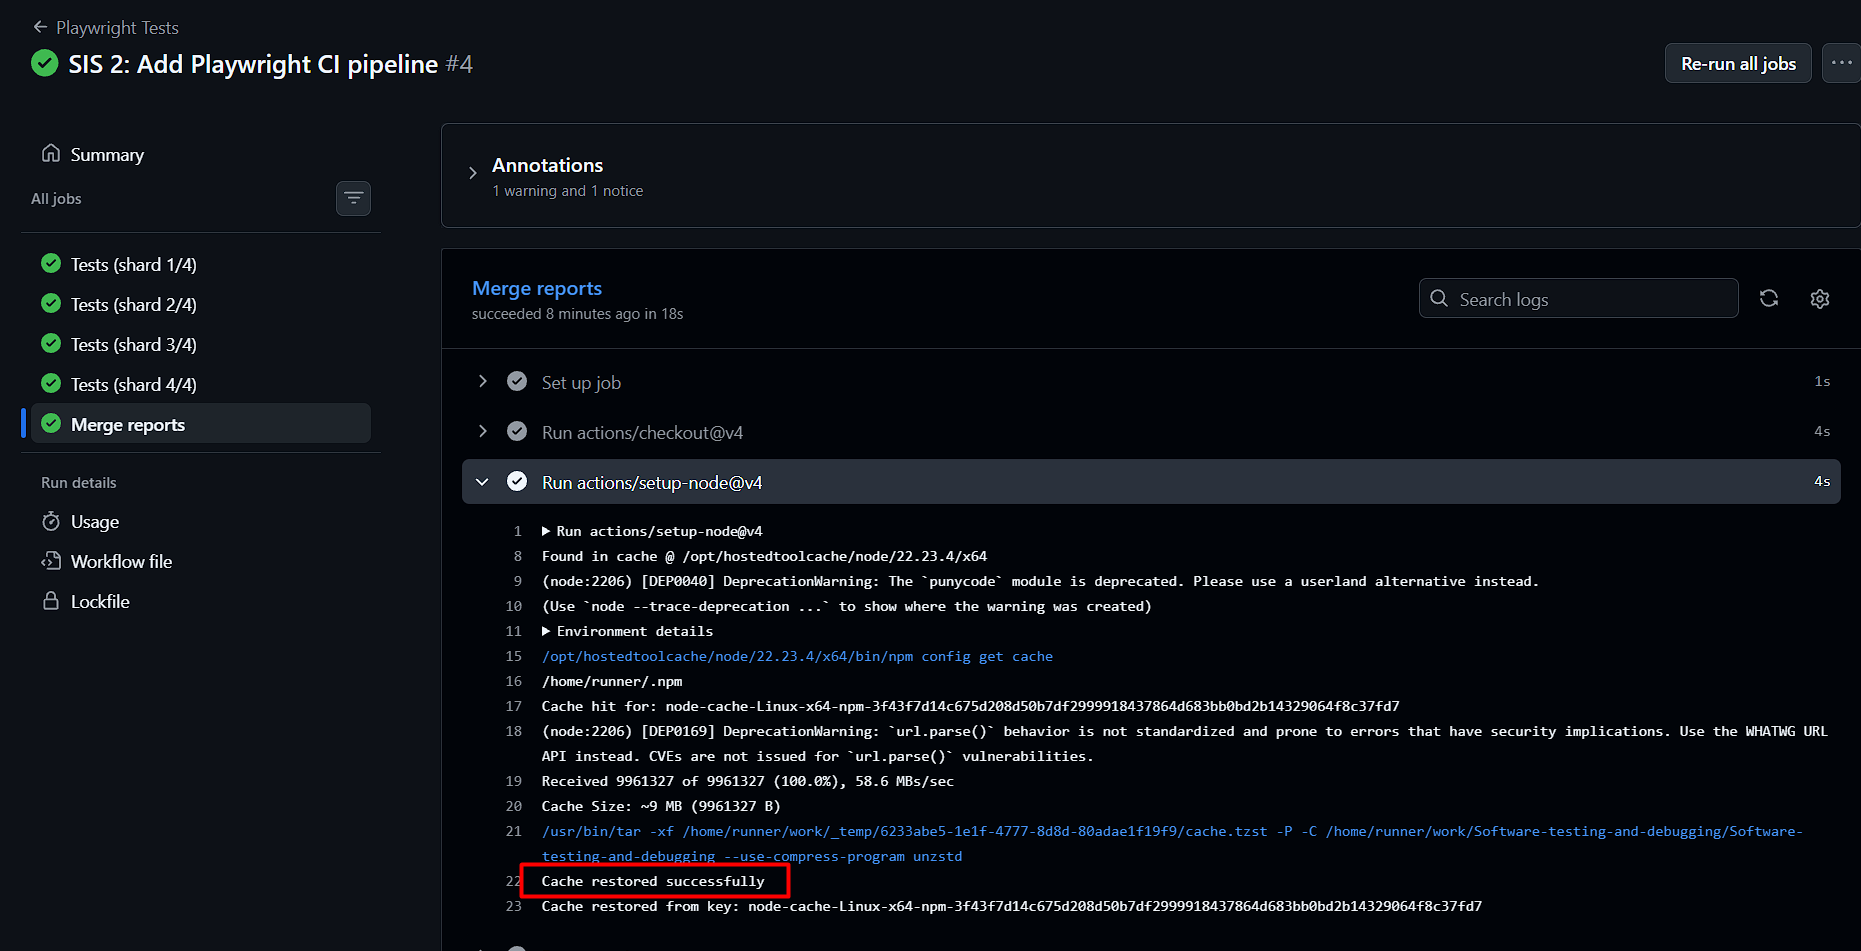 Playwright Tests
SIS 2: Add Playwright CI pipeline #4
Re-run all jobs
Summary
All jobs
Tests (shard 1/4)
Tests (shard 2/4)
Tests (shard 3/4)
Tests (shard 4/4)
Merge reports
Run details
Usage
Workflow file
Lockfile
Annotations
1 warning and 1 notice
Merge reports
succeeded 8 minutes ago in 18s
Search logs
Set up job 1s
Run actions/checkout@v4 4s
Run actions/setup-node@v4 4s
1 ▶ Run actions/setup-node@v4
8 Found in cache @ /opt/hostedtoolcache/node/22.23.4/x64
9 (node:2206) [DEP0040] DeprecationWarning: The `punycode` module is deprecated. Please use a userland alternative instead.
10 (Use `node --trace-deprecation ...` to show where the warning was created)
11 ▶ Environment details
15 /opt/hostedtoolcache/node/22.23.4/x64/bin/npm config get cache
16 /home/runner/.npm
17 Cache hit for: node-cache-Linux-x64-npm-3f43f7d14c675d208d50b7df2999918437864d683bb0bd2b14329064f8c37fd7
18 (node:2206) [DEP0169] DeprecationWarning: `url.parse()` behavior is not standardized and prone to errors that have security implications. Use the WHATWG URL
API instead. CVEs are not issued for `url.parse()` vulnerabilities.
19 Received 9961327 of 9961327 (100.0%), 58.6 MBs/sec
20 Cache Size: ~9 MB (9961327 B)
21 /usr/bin/tar -xf /home/runner/work/_temp/6233abe5-1e1f-4777-8d8d-80adae1f19f9/cache.tzst -P -C /home/runner/work/Software-testing-and-debugging/Software-
testing-and-debugging --use-compress-program unzstd
22 Cache restored successfully
23 Cache restored from key: node-cache-Linux-x64-npm-3f43f7d14c675d208d50b7df2999918437864d683bb0bd2b14329064f8c37fd7